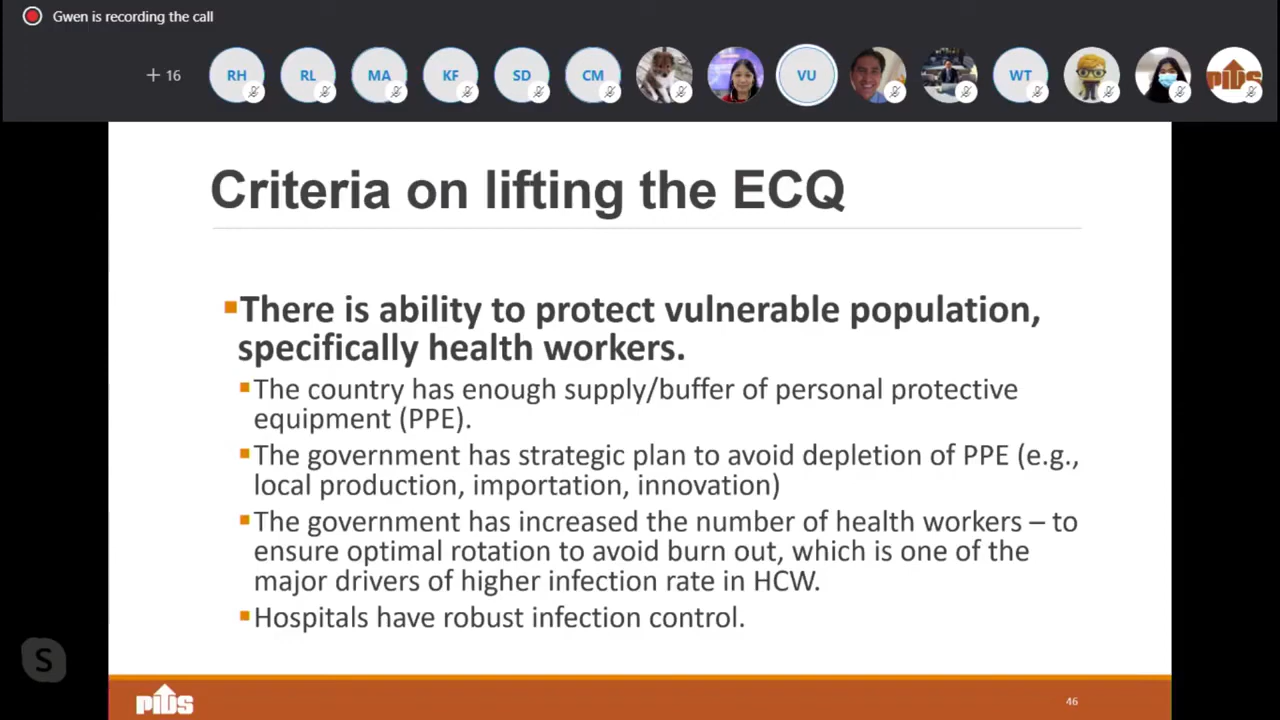 Gwen is recording the call
+ 16
RH
RL
MA
KF
SD
CM
VU
WT
PIDS
Criteria on lifting the ECQ
There is ability to protect vulnerable population,
specifically health workers.
The country has enough supply/buffer of personal protective
equipment (PPE).
The government has strategic plan to avoid depletion of PPE (e.g.,
local production, importation, innovation)
The government has increased the number of health workers – to
ensure optimal rotation to avoid burn out, which is one of the
major drivers of higher infection rate in HCW.
Hospitals have robust infection control.
S
PIDS
46